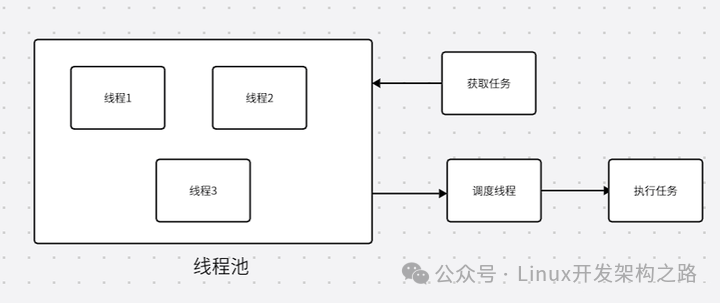 线程1
线程2
获取任务
线程3
调度线程
执行任务
线程池
公众号 · Linux开发架构之路